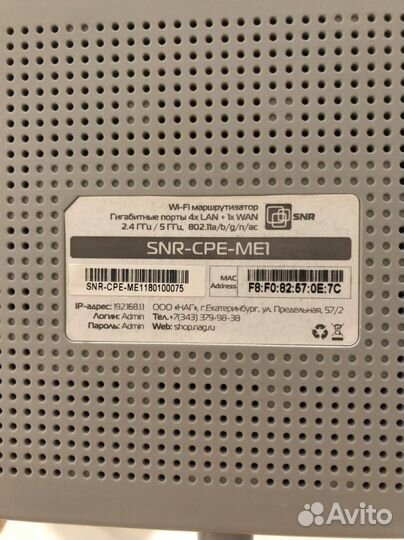 Wi-Fi маршрутизатор
Гигабитные порты 4x LAN + 1x WAN
2.4 ГГц / 5 ГГц, 802.11a/b/g/n/ac
SNR
SNR-CPE-ME1
SNR-CPE-ME1180100075
MAC Address F8:F0:82:57:0E:7C
IP-адрес: 192.168.1.1 ООО «НАГ», г.Екатеринбург, ул. Предельная, 57/2
Логин: Admin Тел.+7(343) 379-98-38
Пароль: Admin Web: shop.nag.ru
Avito